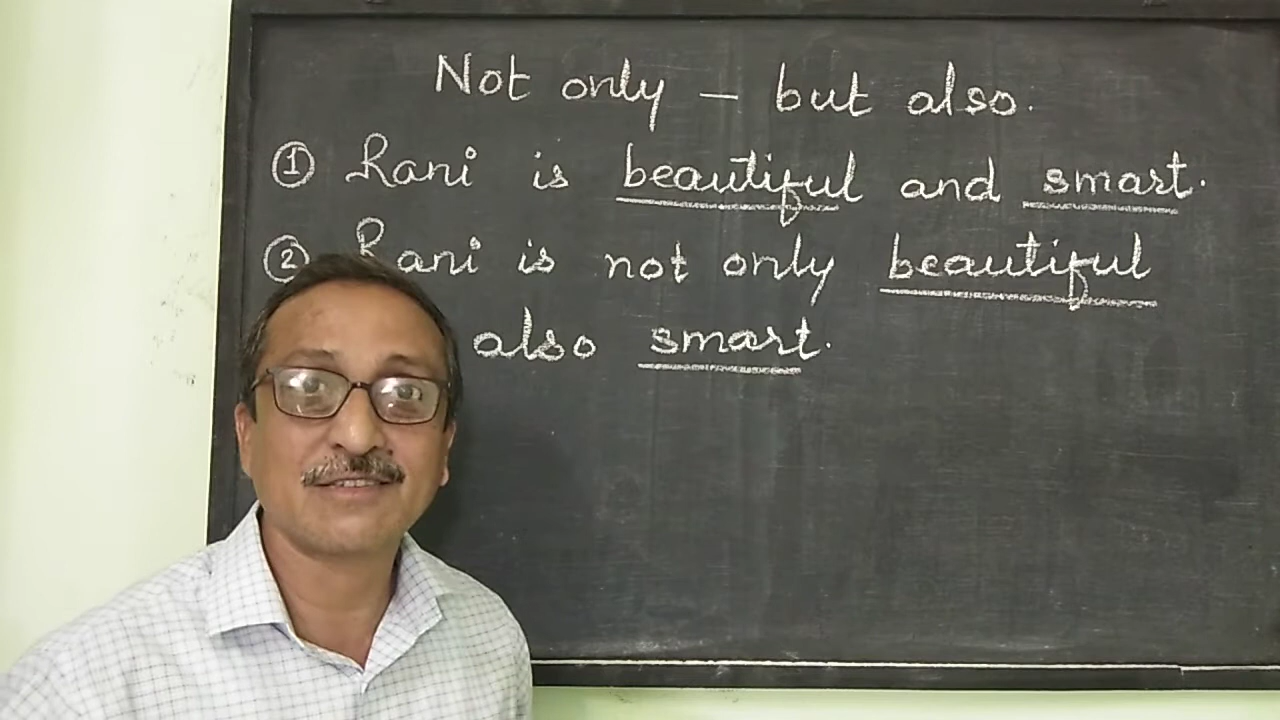 Not only – but also.
① Rani is beautiful and smart.
② Rani is not only beautiful
also smart.